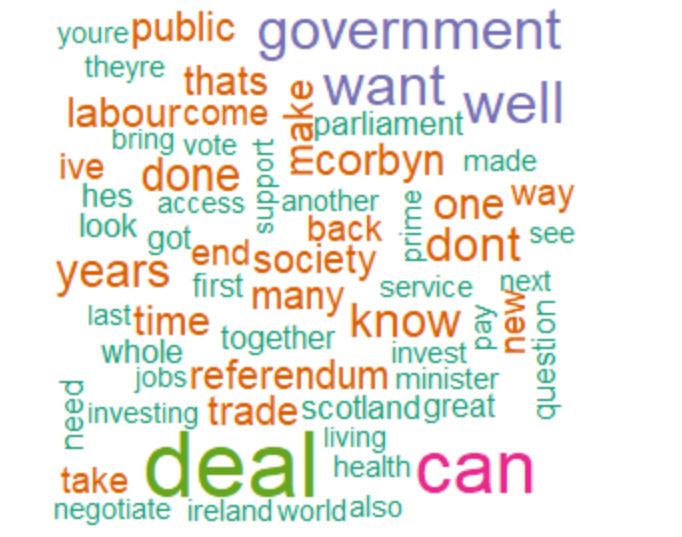 youre public government
theyre thats want well
labour come make parliament
bring vote corbyn made
ive done support
hes access another one way
look got back prime dont see
years end society
first many service next
last time together know pay new question
whole invest
jobs referendum minister
need investing trade scotland great
deal living
take health can
negotiate ireland world also